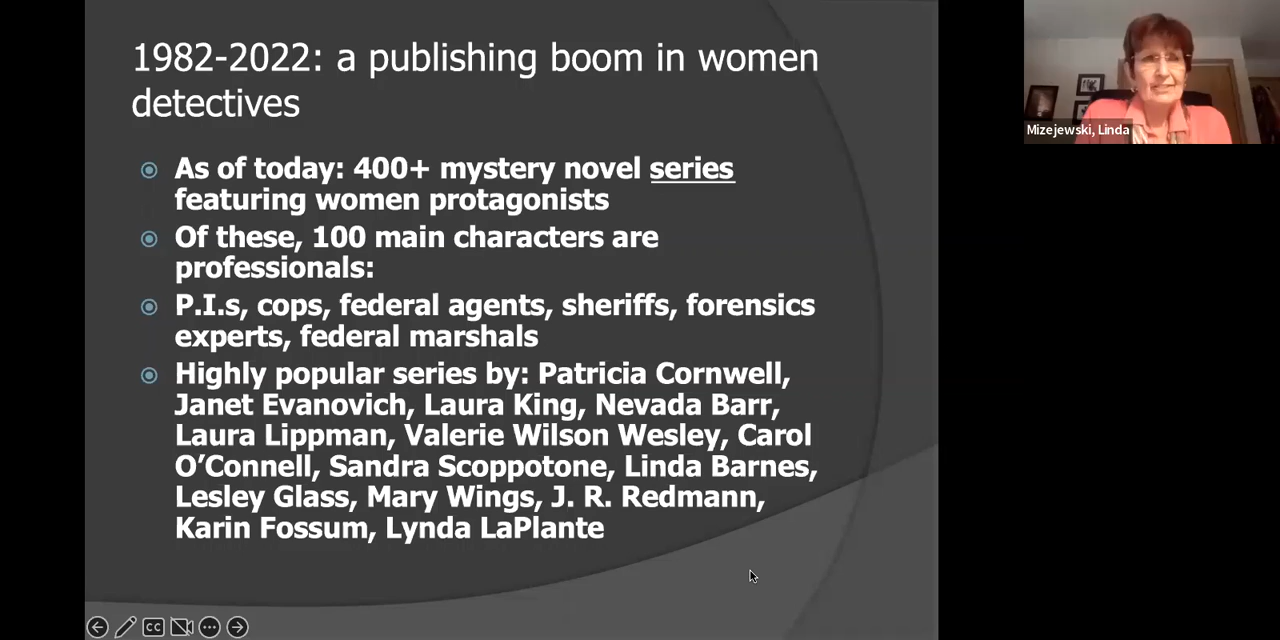 1982-2022: a publishing boom in women
detectives
As of today: 400+ mystery novel series
featuring women protagonists
Of these, 100 main characters are
professionals:
P.I.s, cops, federal agents, sheriffs, forensics
experts, federal marshals
Highly popular series by: Patricia Cornwell,
Janet Evanovich, Laura King, Nevada Barr,
Laura Lippman, Valerie Wilson Wesley, Carol
O’Connell, Sandra Scoppotone, Linda Barnes,
Lesley Glass, Mary Wings, J. R. Redmann,
Karin Fossum, Lynda LaPlante
CC
Mizejewski, Linda